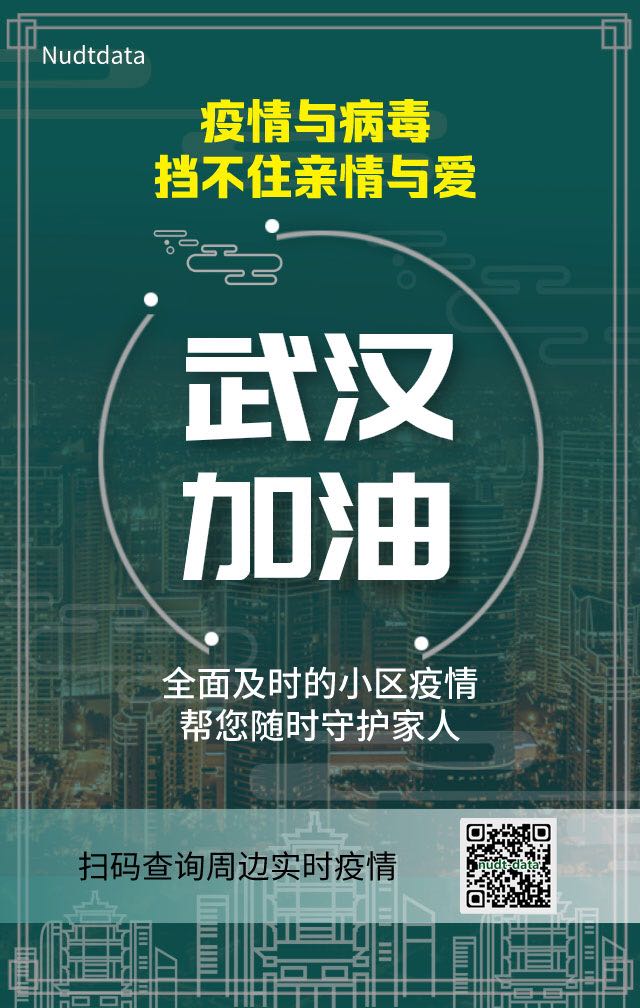 Nudtdata
疫情与病毒
挡不住亲情与爱
武汉
加油
全面及时的小区疫情
帮您随时守护家人
扫码查询周边实时疫情
nudt-data